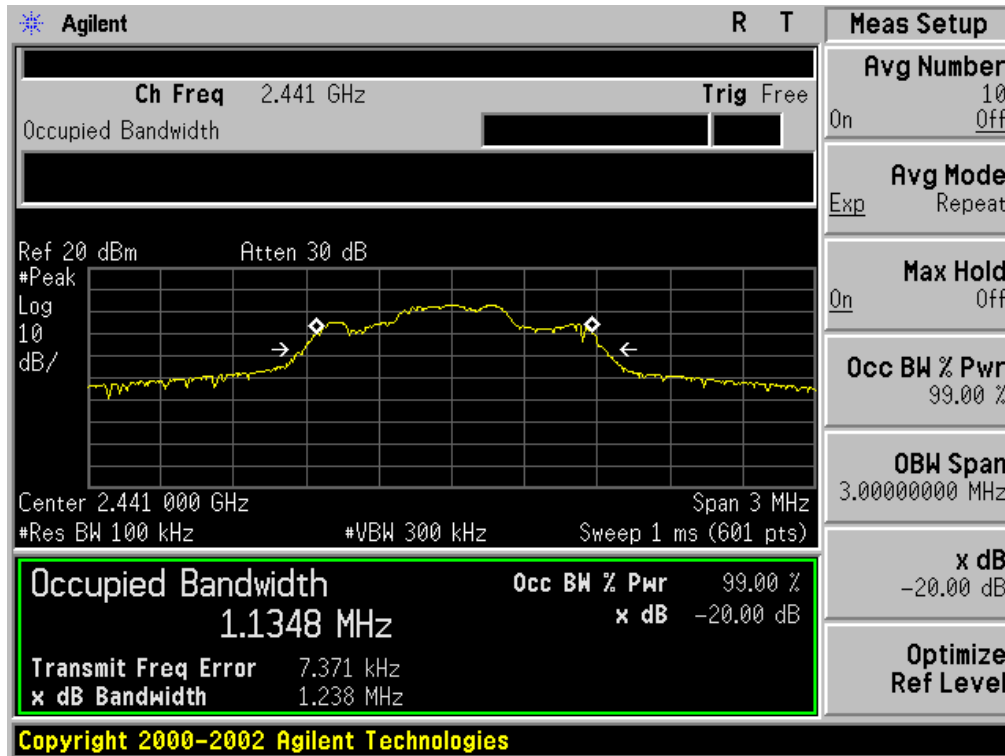 Agilent R T
Ch Freq 2.441 GHz Trig Free
Occupied Bandwidth
Ref 20 dBm Atten 30 dB
#Peak
Log
10
dB/
Center 2.441 000 GHz Span 3 MHz
#Res BW 100 kHz #VBW 300 kHz Sweep 1 ms (601 pts)
Occupied Bandwidth Occ BW % Pwr 99.00 %
1.1348 MHz x dB -20.00 dB
Transmit Freq Error 7.371 kHz
x dB Bandwidth 1.238 MHz
Copyright 2000-2002 Agilent Technologies
Meas Setup
Avg Number
10
On Off
Avg Mode
Exp Repeat
Max Hold
On Off
Occ BW % Pwr
99.00 %
OBW Span
3.00000000 MHz
x dB
-20.00 dB
Optimize
Ref Level